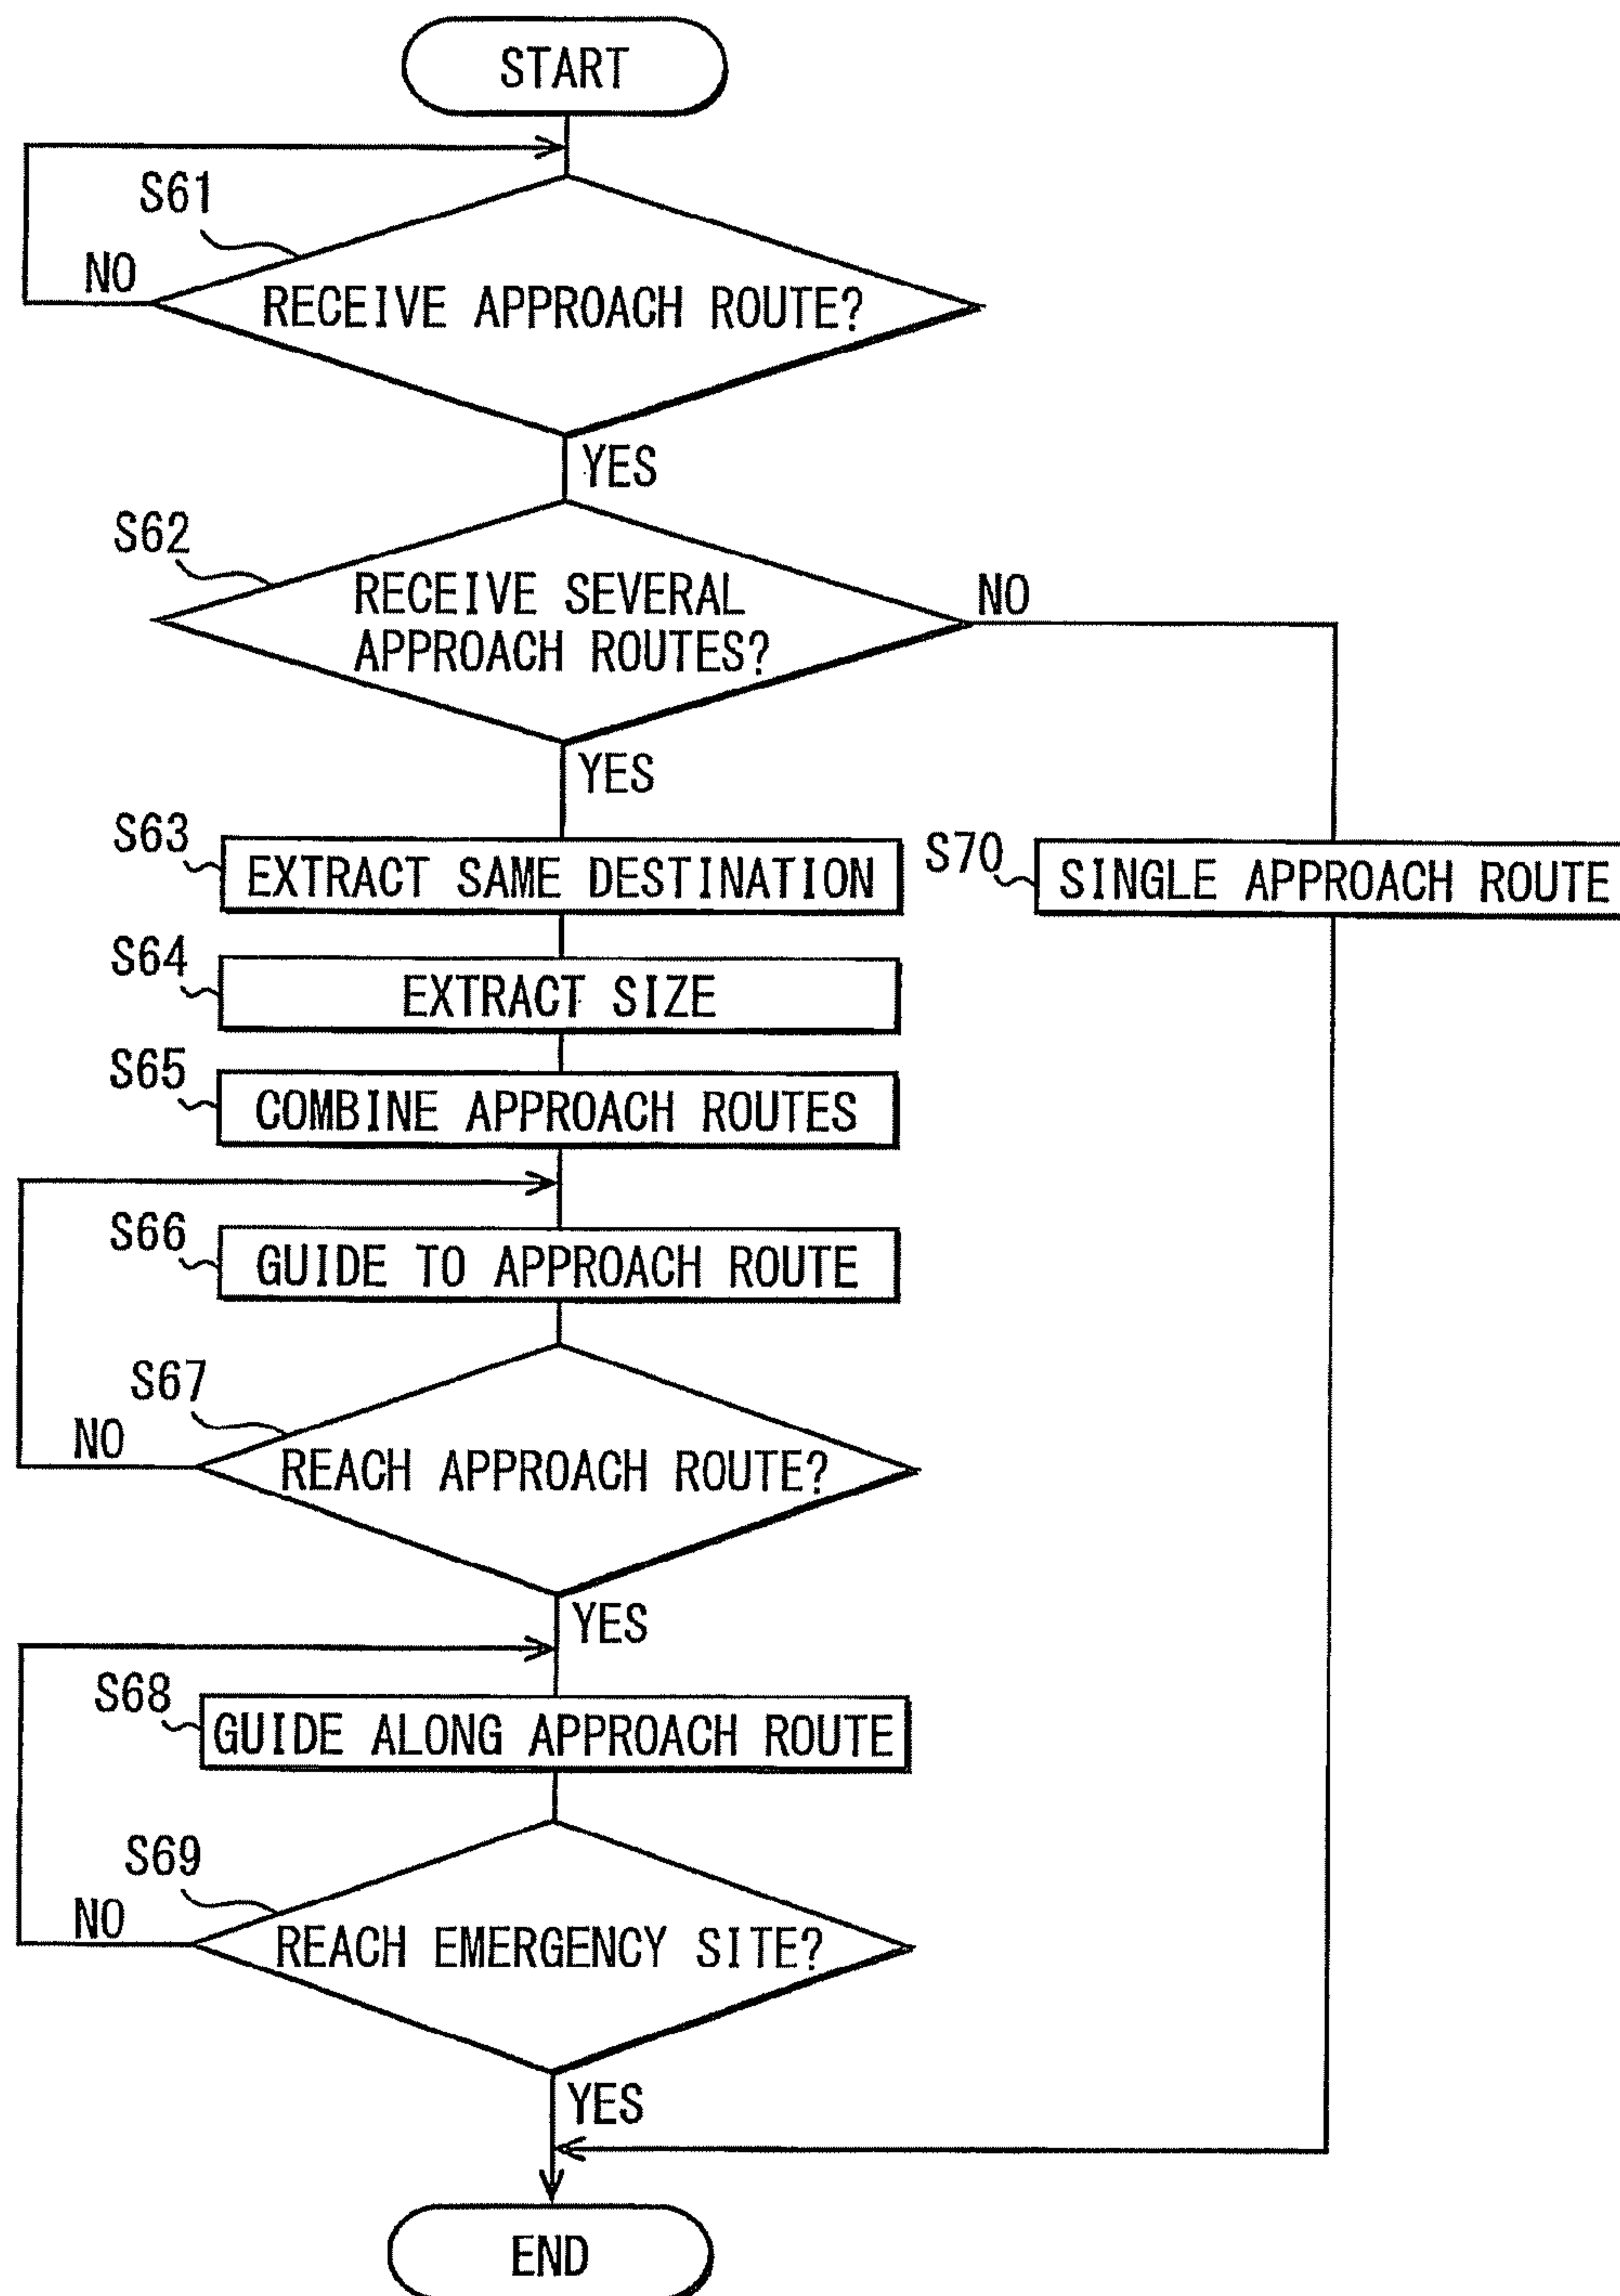 START
S61
NO
RECEIVE APPROACH ROUTE?
YES
S62
RECEIVE SEVERAL
APPROACH ROUTES?
NO
YES
S63
EXTRACT SAME DESTINATION
S70
SINGLE APPROACH ROUTE
S64
EXTRACT SIZE
S65
COMBINE APPROACH ROUTES
S66
GUIDE TO APPROACH ROUTE
S67
NO
REACH APPROACH ROUTE?
YES
S68
GUIDE ALONG APPROACH ROUTE
S69
NO
REACH EMERGENCY SITE?
YES
END